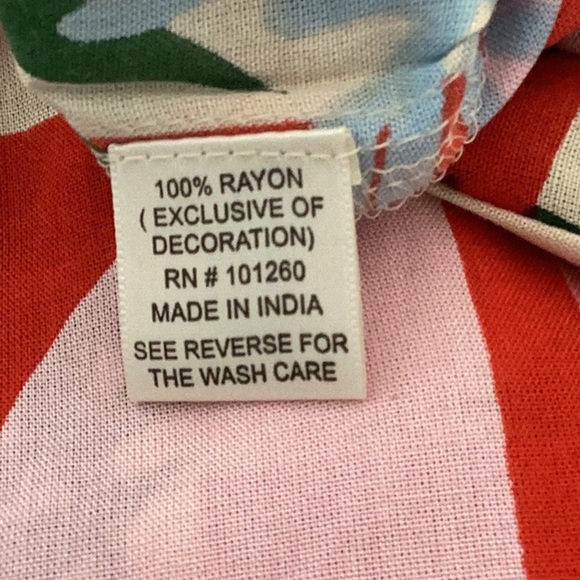 100% RAYON
( EXCLUSIVE OF
DECORATION)
RN # 101260
MADE IN INDIA
SEE REVERSE FOR
THE WASH CARE